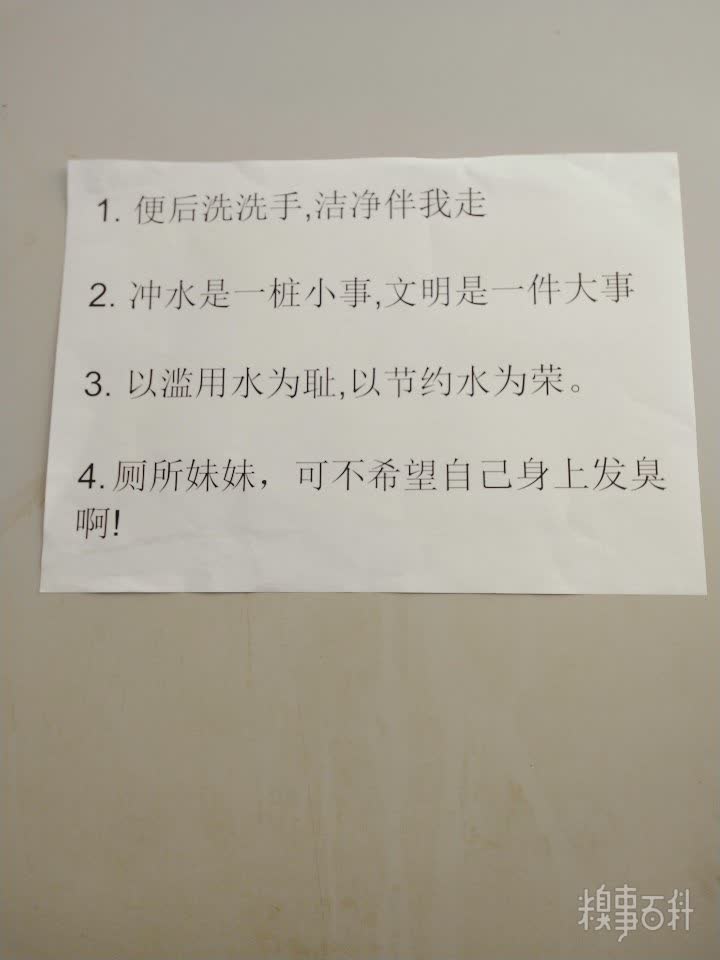 1. 便后洗洗手,洁净伴我走
2. 冲水是一桩小事,文明是一件大事
3. 以滥用水为耻,以节约水为荣。
4.厕所妹妹，可不希望自己身上发臭
啊!
糗事百科